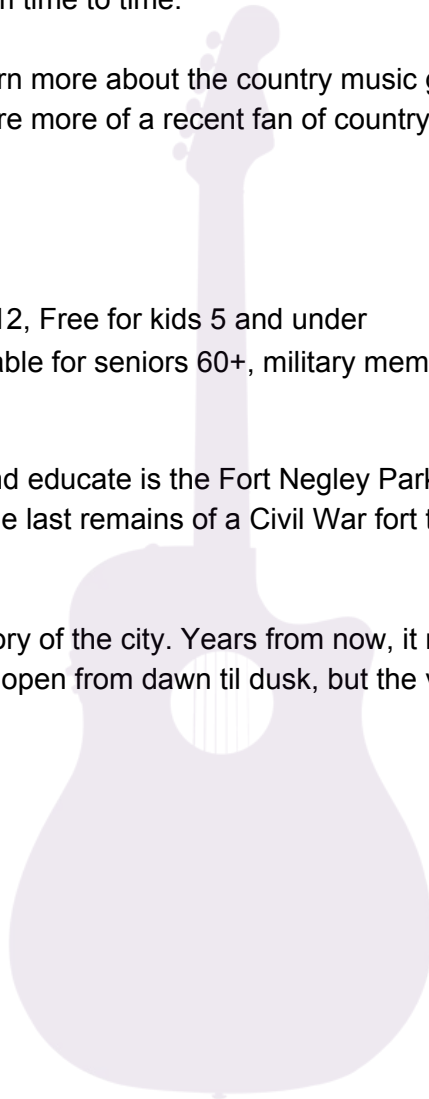 time to time.
rn more about the country music
re more of a recent fan of country
12, Free for kids 5 and under
able for seniors 60+, military mem
nd educate is the Fort Negley Park
e last remains of a Civil War fort
ory of the city. Years from now, it
open from dawn til dusk, but the